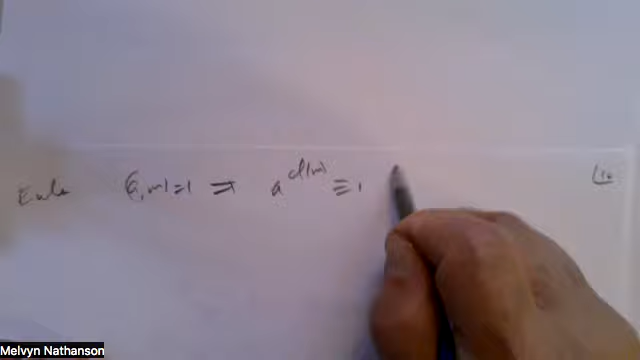 Euler (a,m)=1 ⇒ a^φ(m) ≡ 1
Melvyn Nathanson